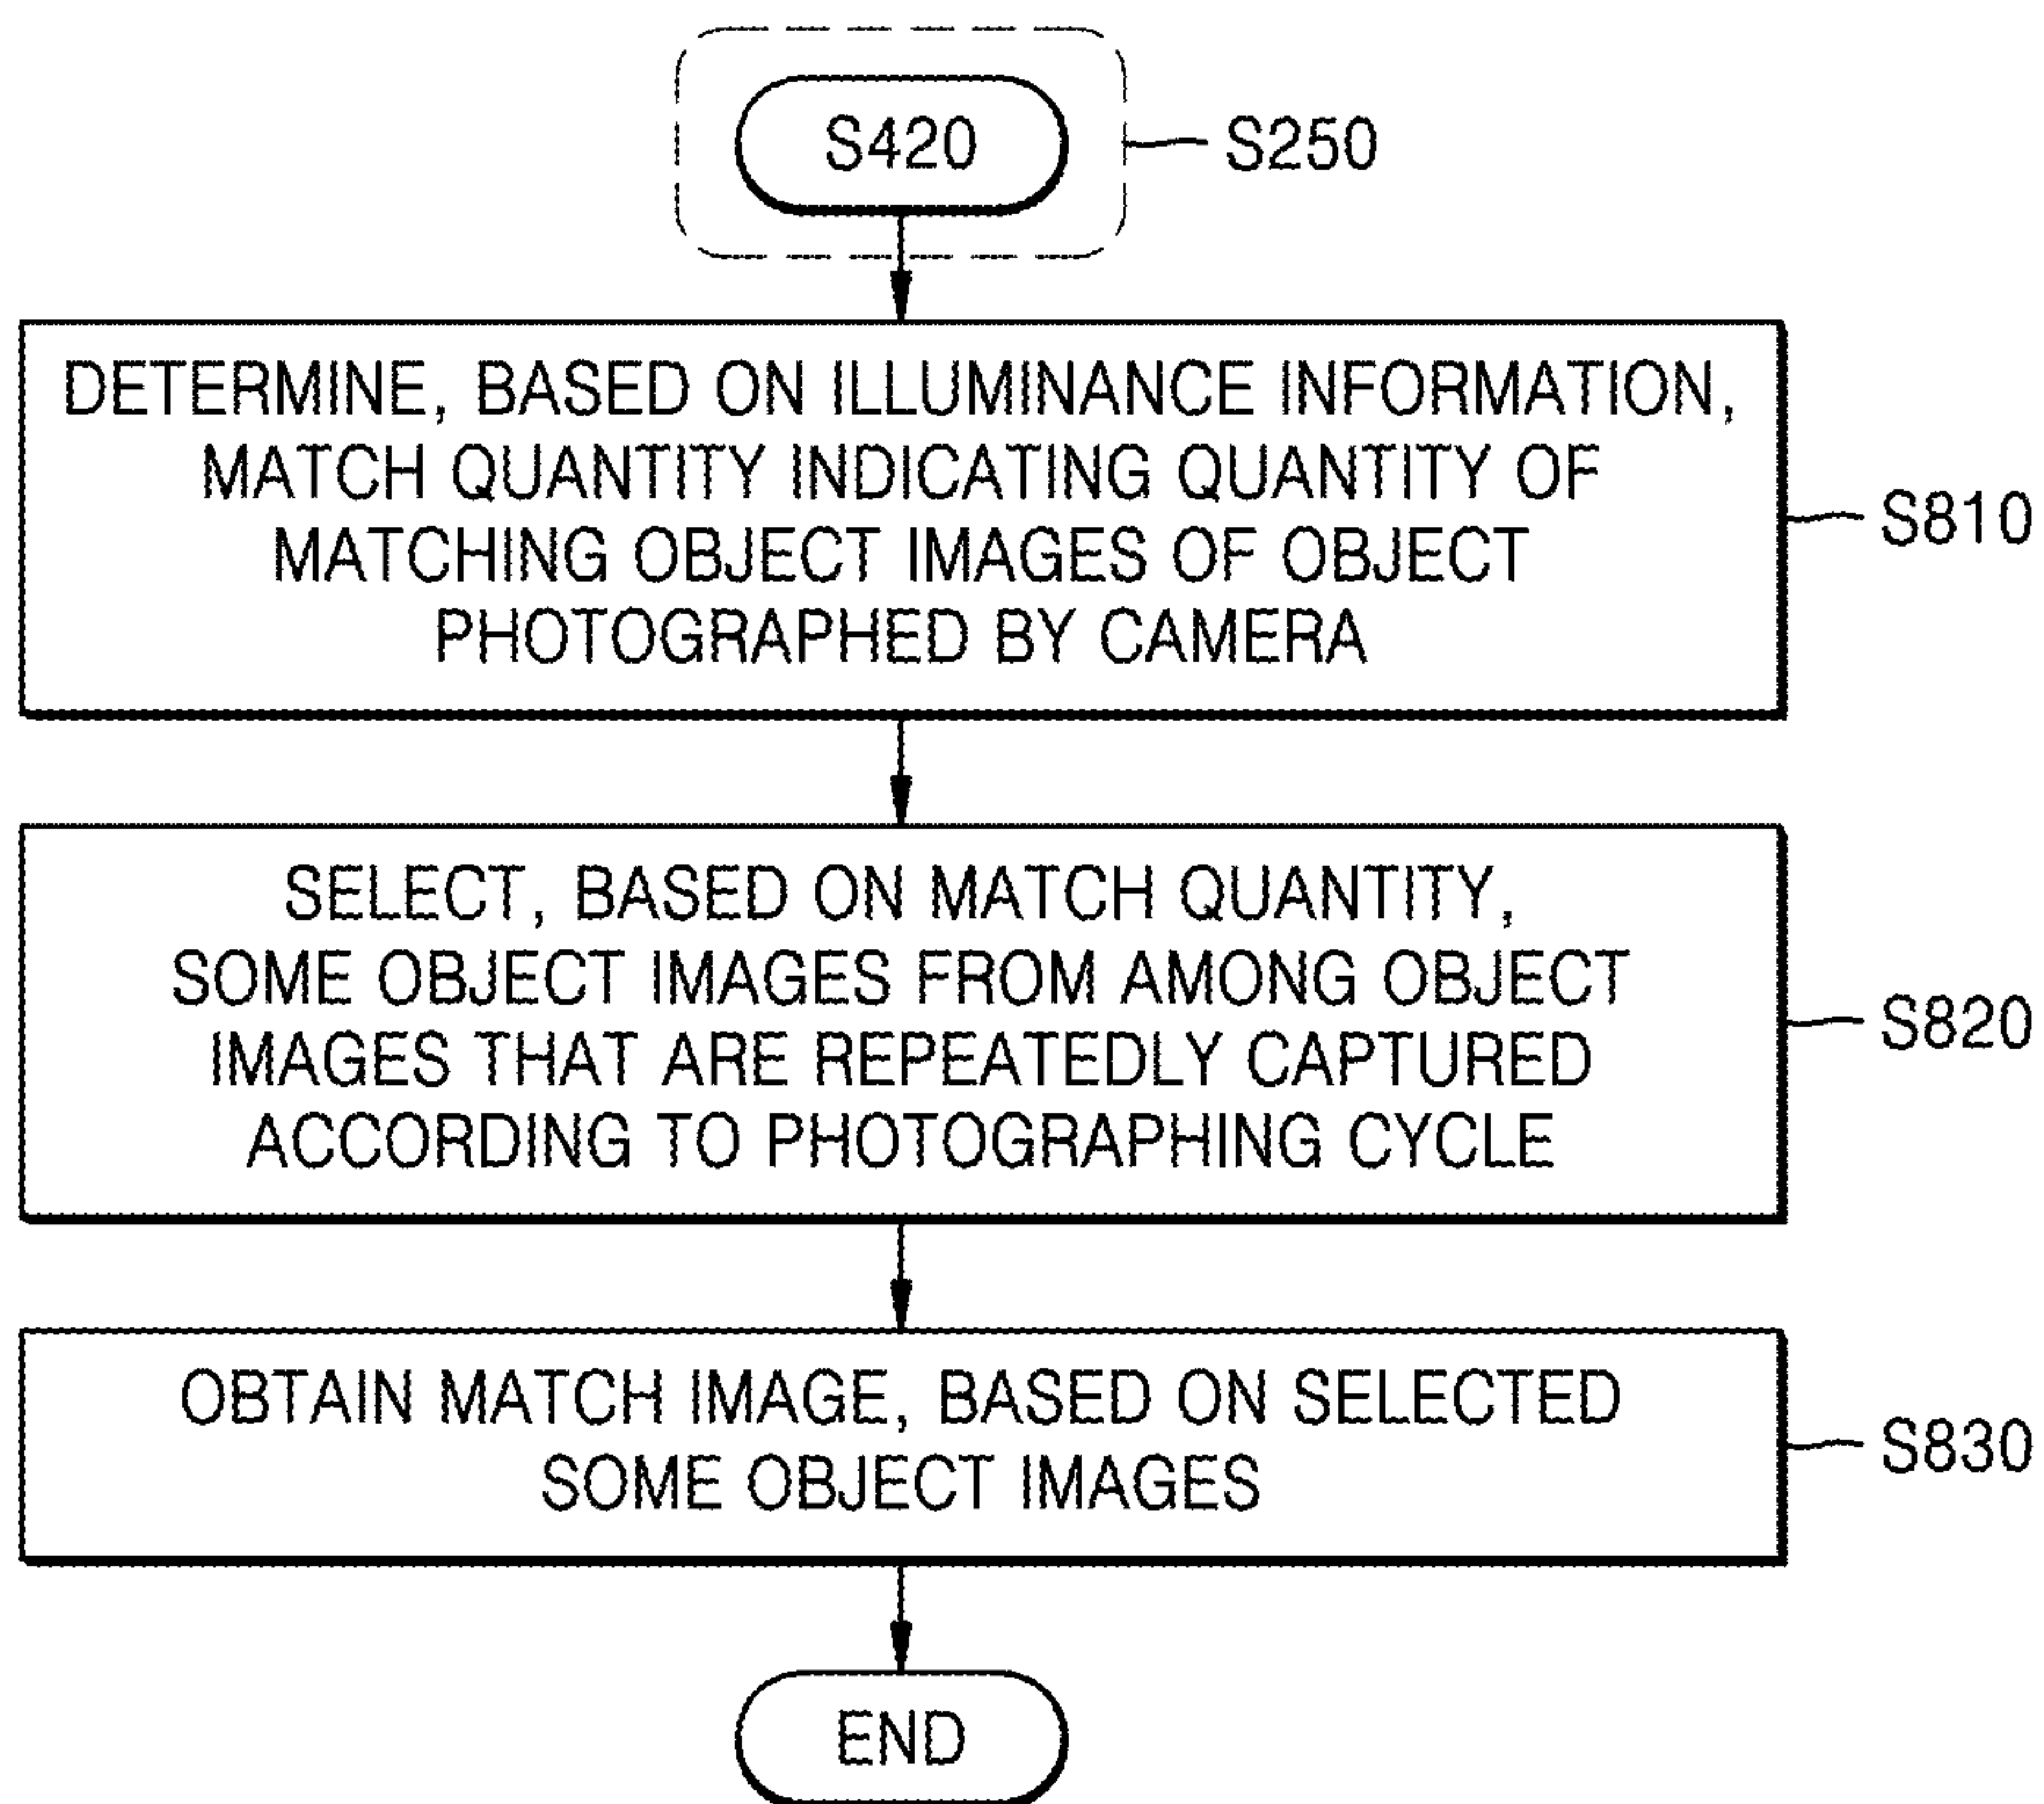 S420
S250
DETERMINE, BASED ON ILLUMINANCE INFORMATION,
MATCH QUANTITY INDICATING QUANTITY OF
MATCHING OBJECT IMAGES OF OBJECT
PHOTOGRAPHED BY CAMERA
S810
SELECT, BASED ON MATCH QUANTITY,
SOME OBJECT IMAGES FROM AMONG OBJECT
IMAGES THAT ARE REPEATEDLY CAPTURED
ACCORDING TO PHOTOGRAPHING CYCLE
S820
OBTAIN MATCH IMAGE, BASED ON SELECTED
SOME OBJECT IMAGES
S830
END